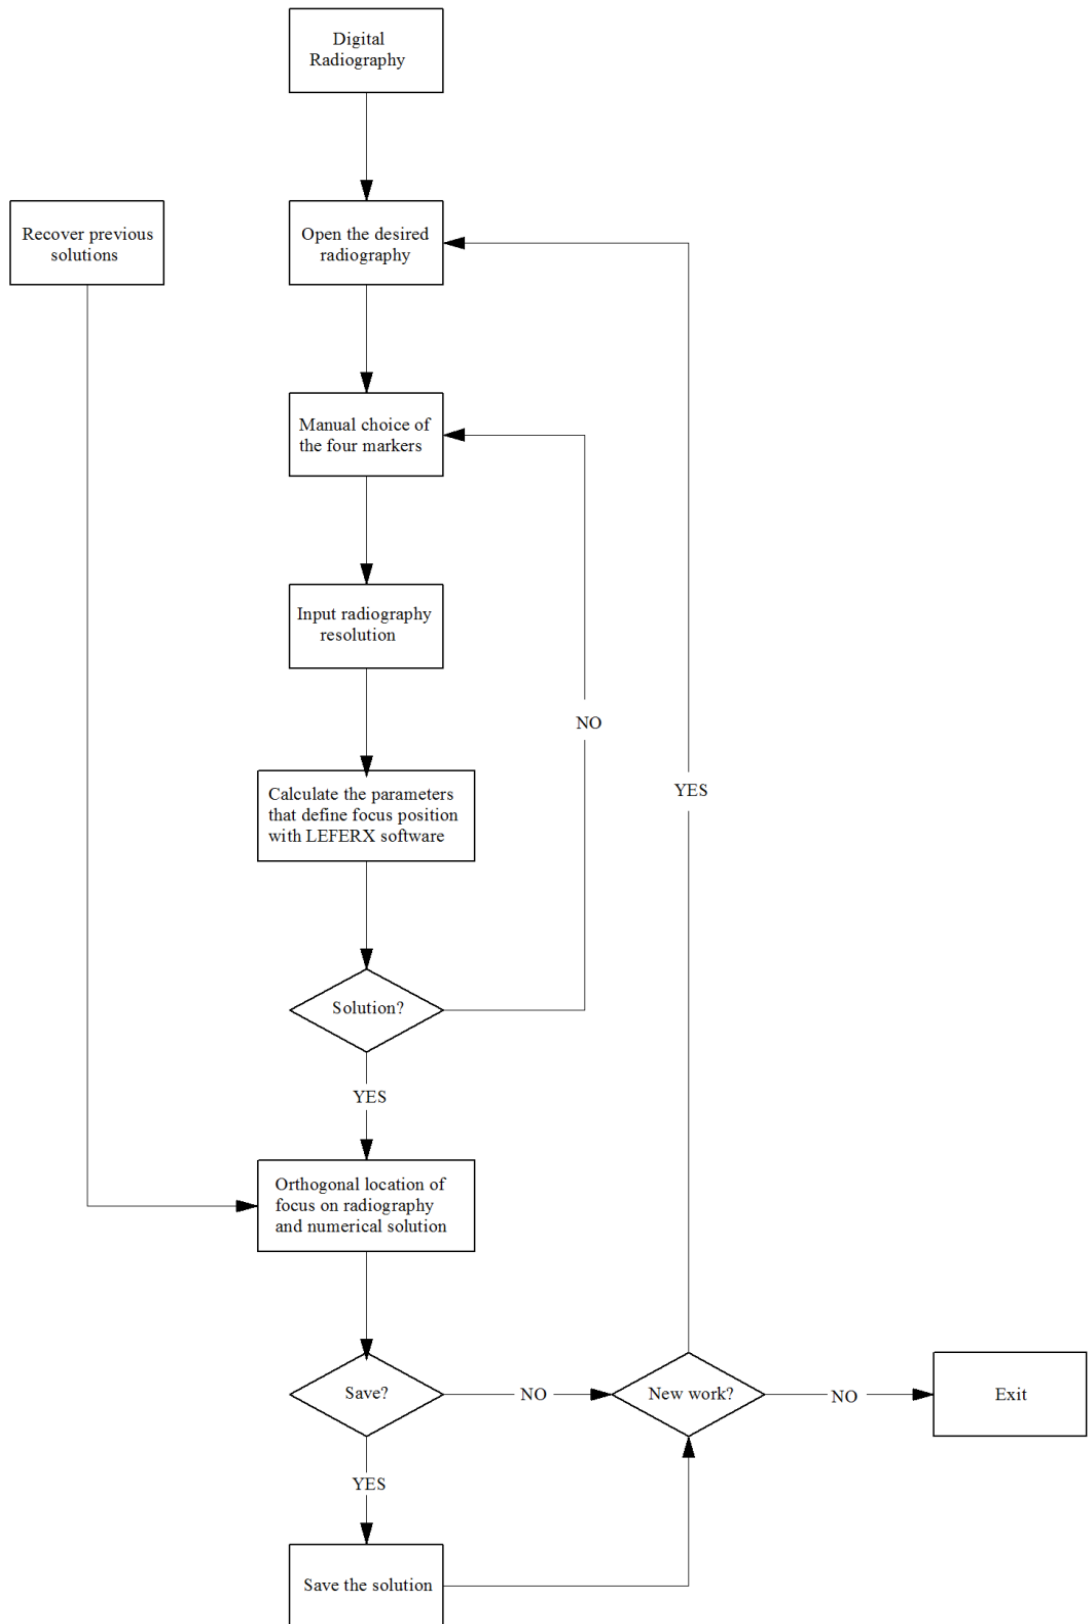 Digital
Radiography
Recover previous
solutions
Open the desired
radiography
Manual choice of
the four markers
Input radiography
resolution
NO
YES
Calculate the parameters
that define focus position
with LEFERX software
Solution?
YES
Orthogonal location of
focus on radiography
and numerical solution
Save?
NO
New work?
NO
Exit
YES
Save the solution